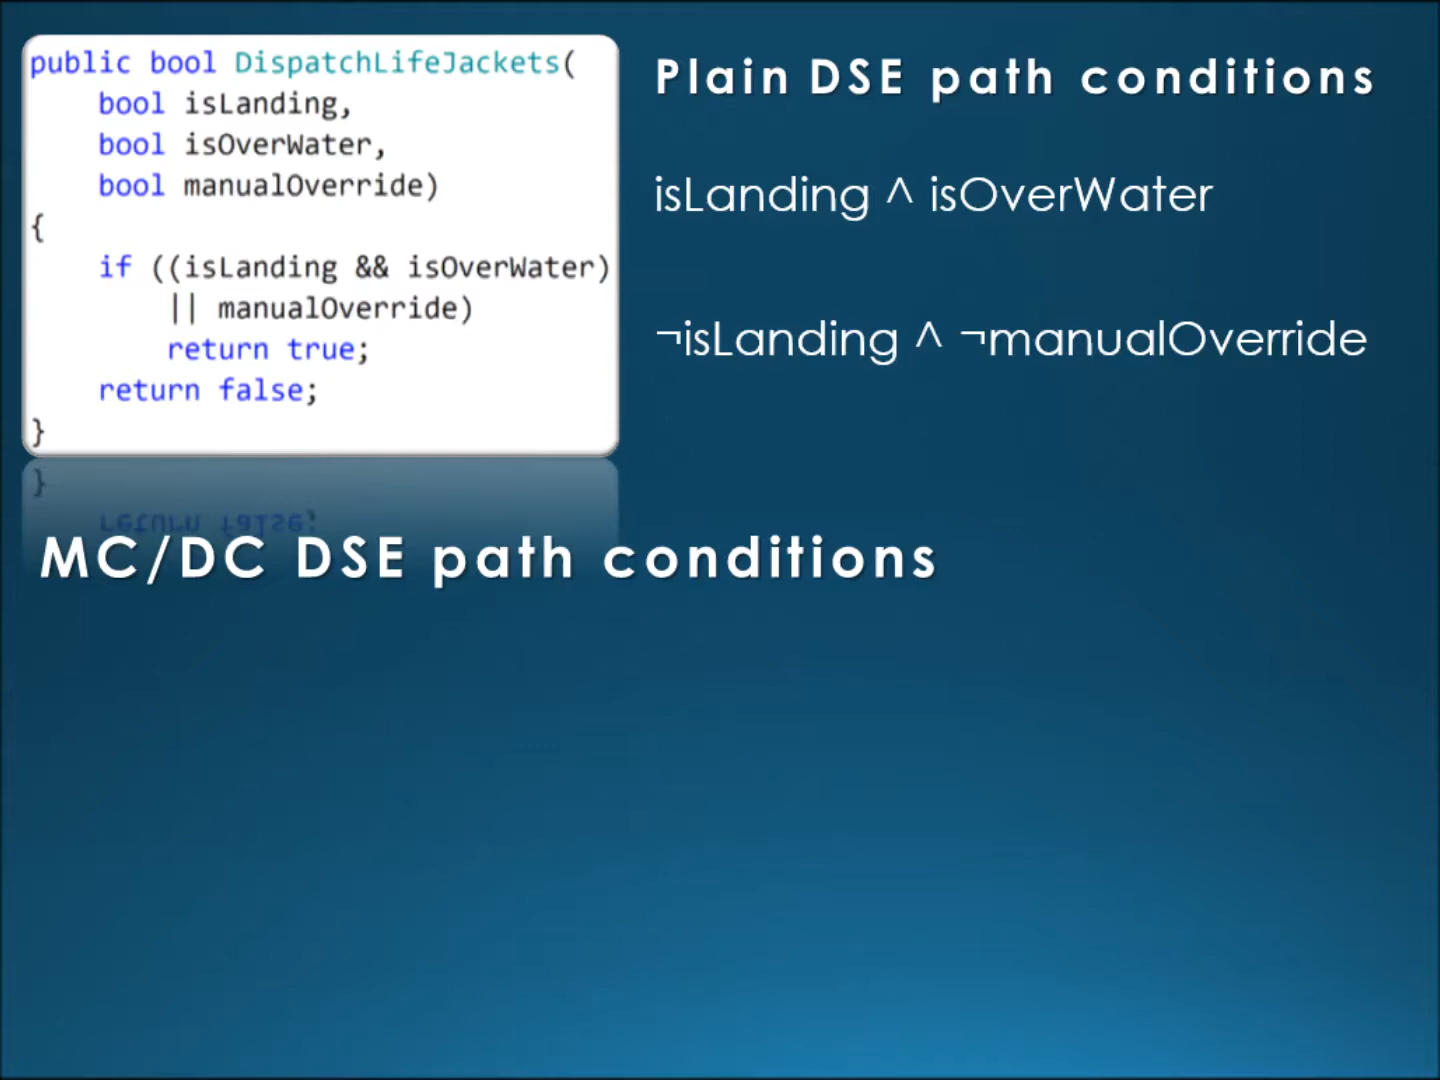 public bool DispatchLifeJackets(
bool isLanding,
bool isOverWater,
bool manualOverride)
{
if ((isLanding && isOverWater)
|| manualOverride)
return true;
return false;
}
Plain DSE path conditions
isLanding ^ isOverWater
¬isLanding ^ ¬manualOverride
MC/DC DSE path conditions